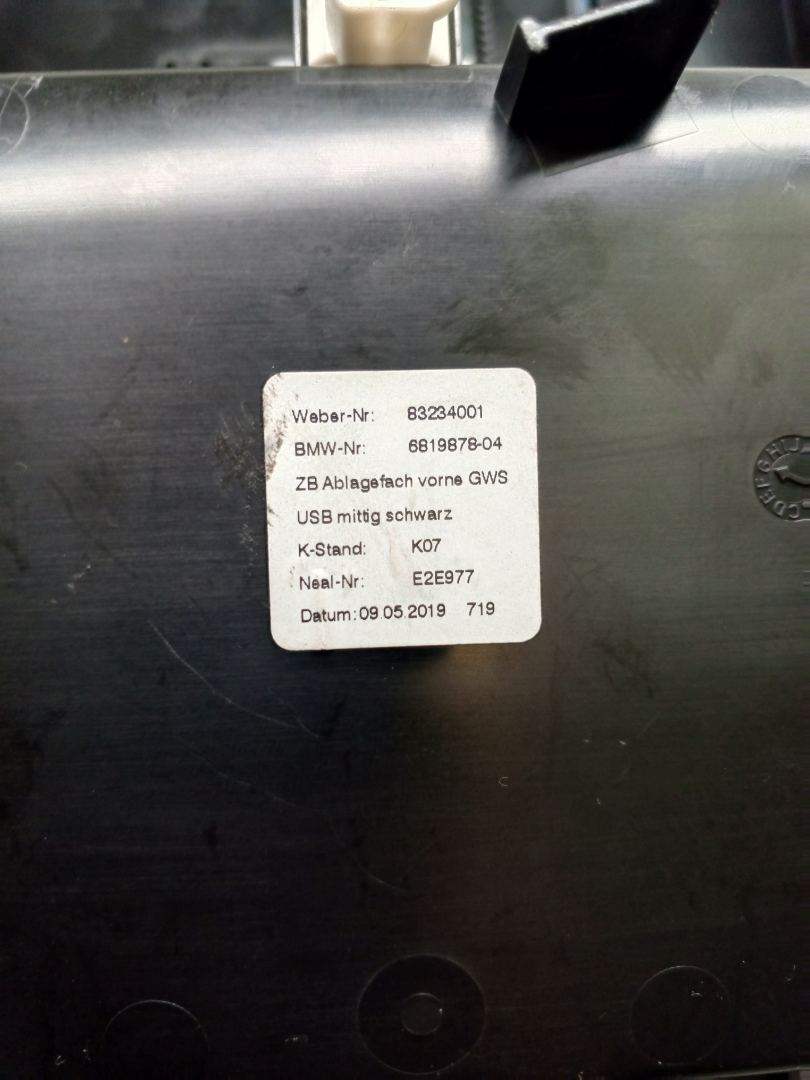 Weber-Nr: 83234001
BMW-Nr: 6819878-04
ZB Ablagefach vorne GWS
USB mittig schwarz
K-Stand: K07
Neal-Nr: E2E977
Datum: 09.05.2019 719